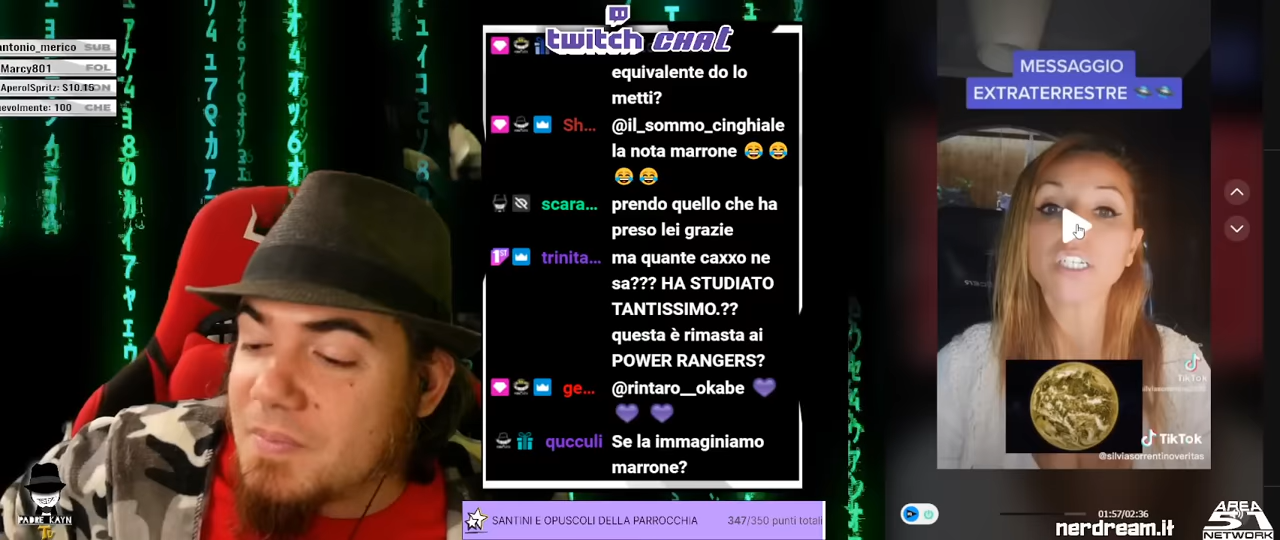 antonio_merico SUB
Marcy801 FOL
AperolSpritz: $10.15
evolmente: 100 CHE
twitch CHAT
equivalente do lo
metti?
Sh... @il_sommo_cinghiale
la nota marrone 😂 😂
😂 😂
scara... prendo quello che ha
preso lei grazie
trinita... ma quante caxxo ne
sa??? HA STUDIATO
TANTISSIMO.??
questa è rimasta ai
POWER RANGERS?
ge... @rintaro__okabe 💜
💜 💜
qucculi Se la immaginiamo
marrone?
SANTINI E OPUSCOLI DELLA PARROCCHIA 347/350 punti totali
PADRE KAYN
TV
MESSAGGIO
EXTRATERRESTRE 🛸🛸
TikTok
TikTok
@silviasorrentinoveritas
01:57/02:36
nerdream.it
AREA
51
NETWORK